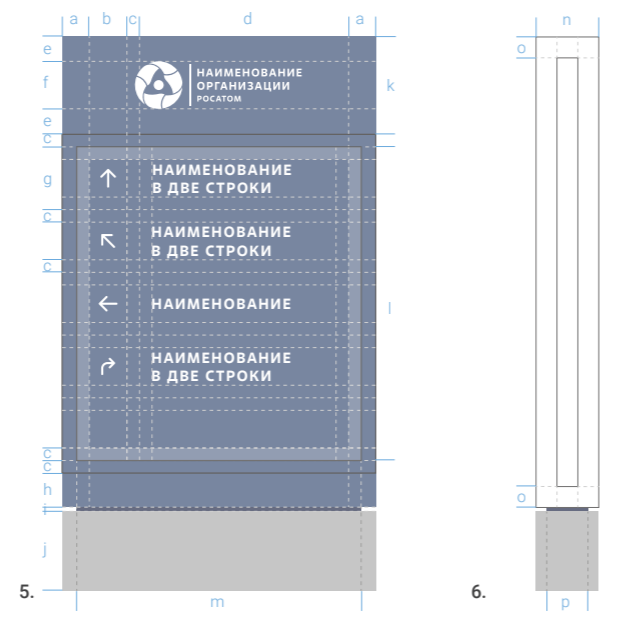 a b c d a
n
e
o
f
НАИМЕНОВАНИЕ
ОРГАНИЗАЦИИ
РОСАТОМ
k
e
c
g
НАИМЕНОВАНИЕ
В ДВЕ СТРОКИ
c
НАИМЕНОВАНИЕ
В ДВЕ СТРОКИ
c
НАИМЕНОВАНИЕ
l
НАИМЕНОВАНИЕ
В ДВЕ СТРОКИ
c
c
h
o
i
j
5.
6.
m
p